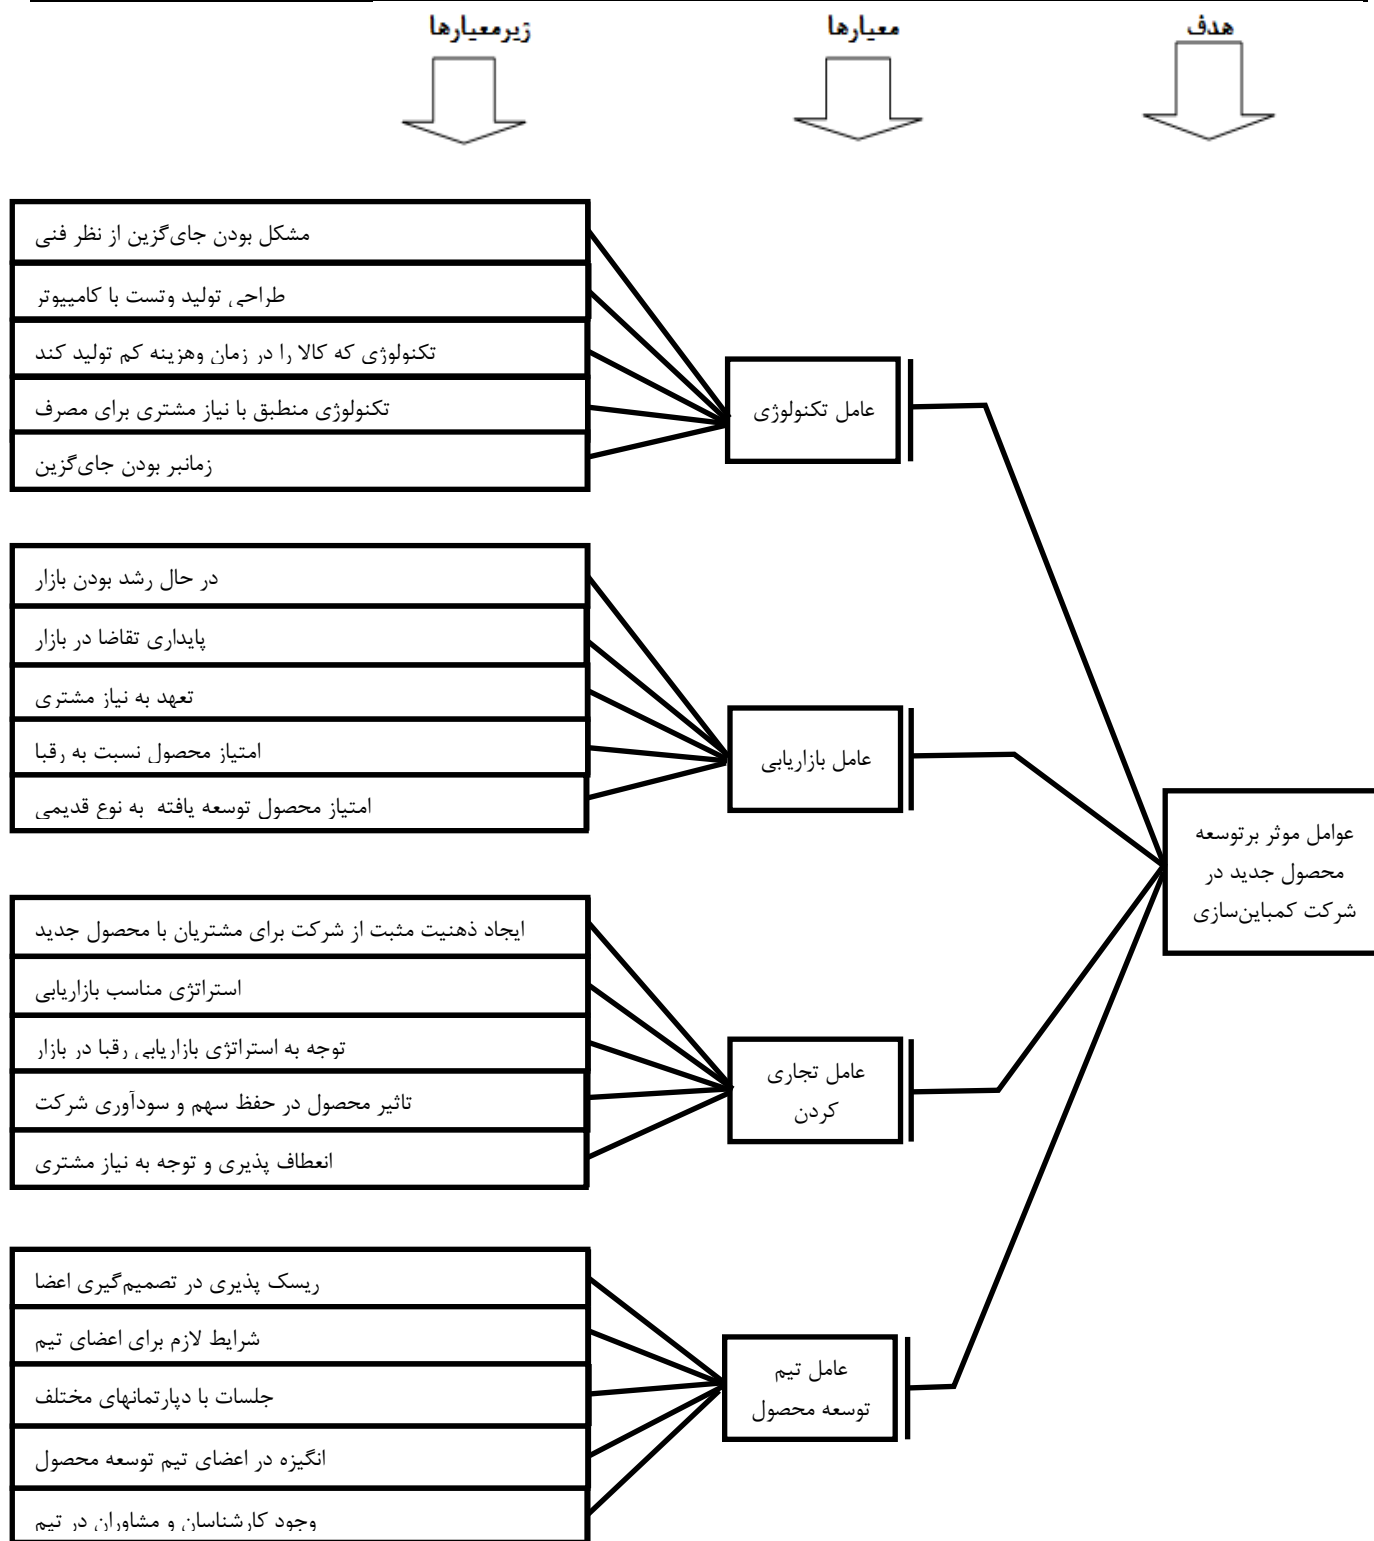 هدف
معیارها
زیرمعیارها
عوامل موثر برتوسعه
محصول جدید در
شرکت کمباین‌سازی
عامل تکنولوژی
مشکل بودن جای‌گزین از نظر فنی
طراحی تولید وتست با کامپیوتر
تکنولوژی که کالا را در زمان وهزینه کم تولید کند
تکنولوژی منطبق با نیاز مشتری برای مصرف
زمانبر بودن جای‌گزین
عامل بازاریابی
در حال رشد بودن بازار
پایداری تقاضا در بازار
تعهد به نیاز مشتری
امتیاز محصول نسبت به رقبا
امتیاز محصول توسعه یافته  به نوع قدیمی
عامل تجاری
کردن
ایجاد ذهنیت مثبت از شرکت برای مشتریان با محصول جدید
استراتژی مناسب بازاریابی
توجه به استراتژی بازاریابی رقبا در بازار
تاثیر محصول در حفظ سهم و سودآوری شرکت
انعطاف پذیری و توجه به نیاز مشتری
عامل تیم
توسعه محصول
ریسک پذیری در تصمیم‌گیری اعضا
شرایط لازم برای اعضای تیم
جلسات با دپارتمانهای مختلف
انگیزه در اعضای تیم توسعه محصول
وجود کارشناسان و مشاوران در تیم